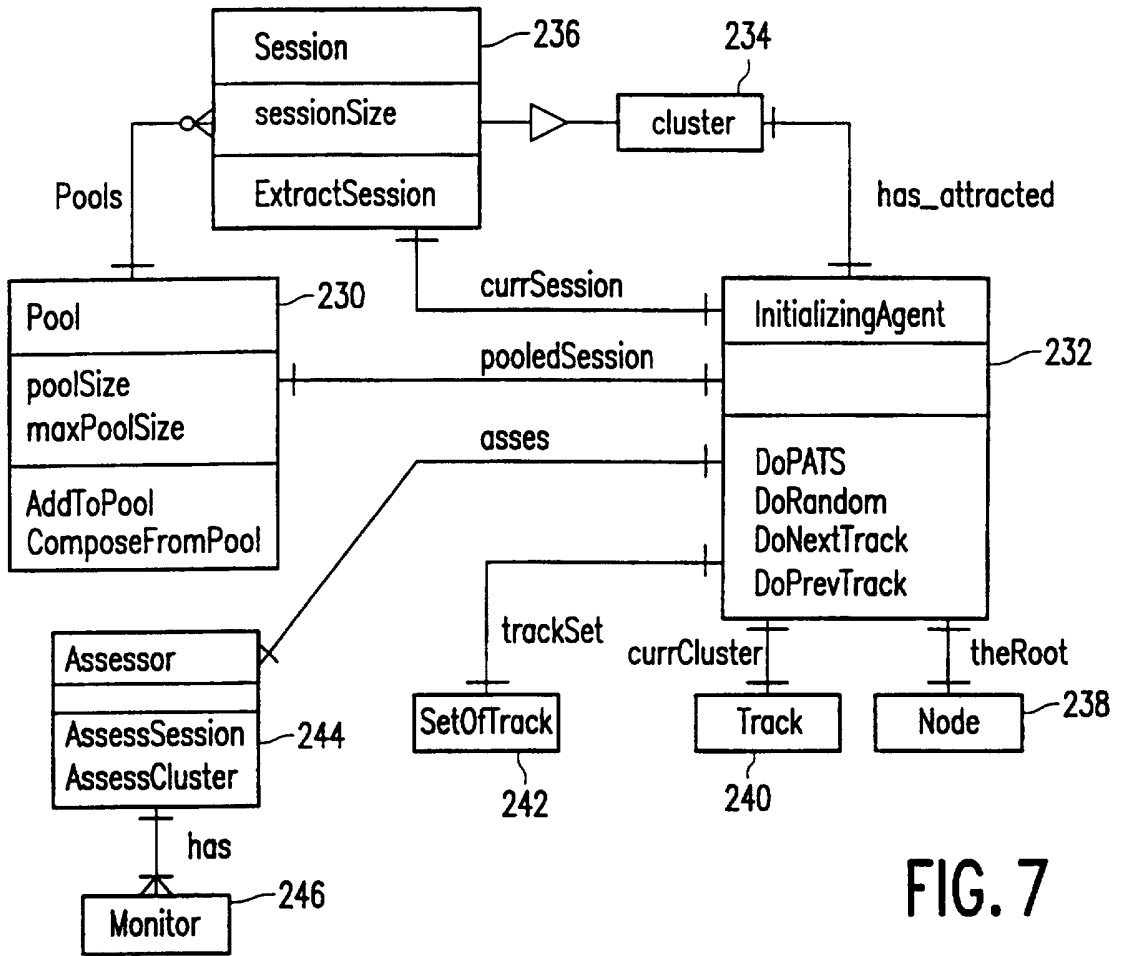 Session
236
234
sessionSize
cluster
ExtractSession
Pools
has_attracted
230
currSession
Pool
InitializingAgent
pooledSession
232
poolSize
maxPoolSize
asses
DoPATS
AddToPool
DoRandom
ComposeFromPool
DoNextTrack
DoPrevTrack
trackSet
currCluster
theRoot
Assessor
SetOfTrack
Track
Node
238
AssessSession
244
AssessCluster
242
240
has
246
Monitor
FIG. 7